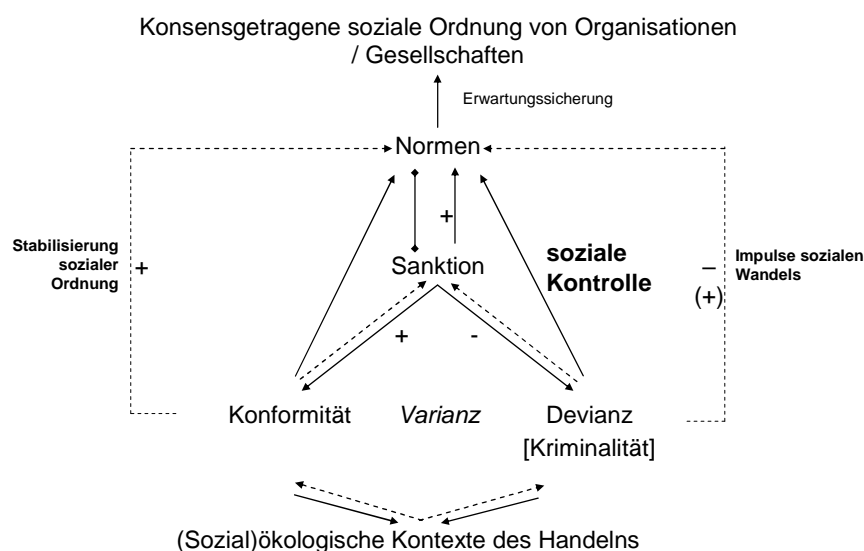 Konsensgetragene soziale Ordnung von Organisationen
/ Gesellschaften
Erwartungssicherung
Normen
+
Stabilisierung
sozialer
Ordnung
+
Sanktion
soziale
Kontrolle
–
(+)
Impulse sozialen
Wandels
+
-
Konformität
Varianz
Devianz
[Kriminalität]
(Sozial)ökologische Kontexte des Handelns